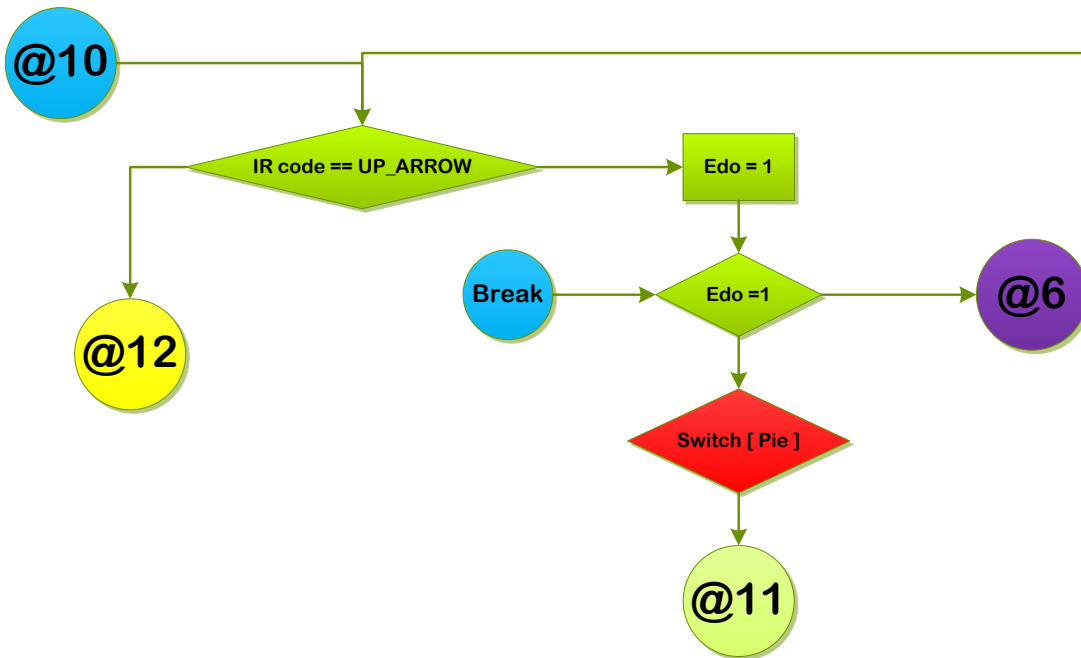 @10
IR code == UP_ARROW
Edo = 1
Break
Edo =1
@6
@12
Switch [ Pie ]
@11